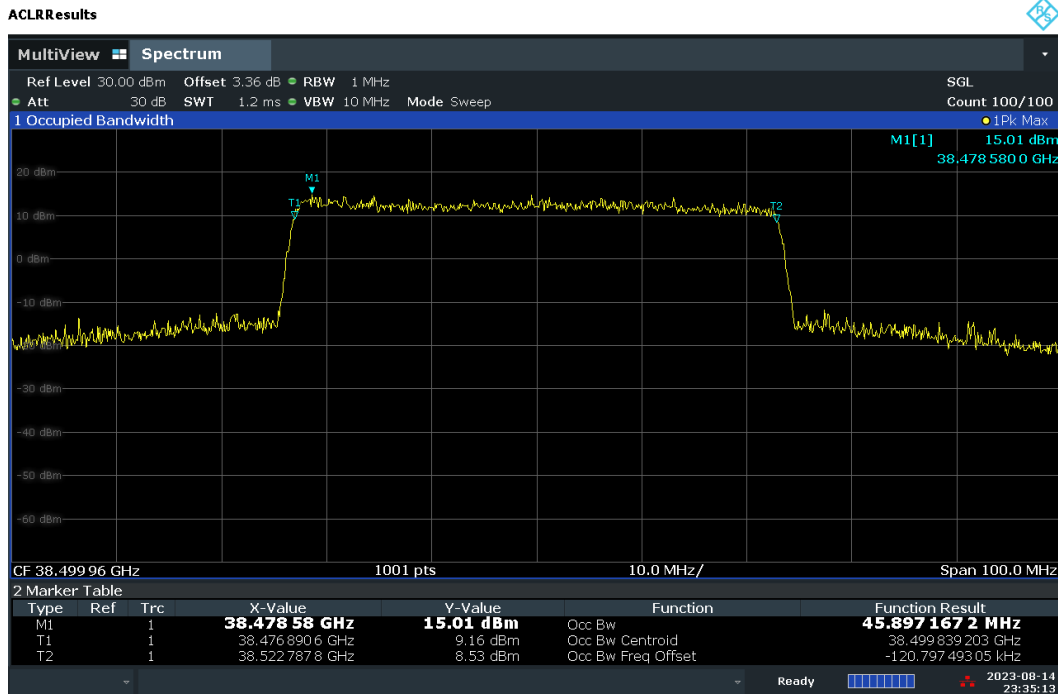 ACLRResults
R&S
MultiView Spectrum
Ref Level 30.00 dBm Offset 3.36 dB RBW 1 MHz SGL
Att 30 dB SWT 1.2 ms VBW 10 MHz Mode Sweep Count 100/100
1 Occupied Bandwidth 1Pk Max
M1[1] 15.01 dBm
38.478 580 0 GHz
20 dBm
M1
T1
T2
10 dBm
0 dBm
-10 dBm
-20 dBm
-30 dBm
-40 dBm
-50 dBm
-60 dBm
CF 38.499 96 GHz 1001 pts 10.0 MHz/ Span 100.0 MHz
2 Marker Table
Type Ref Trc X-Value Y-Value Function Function Result
M1 1 38.478 58 GHz 15.01 dBm Occ Bw 45.897 167 2 MHz
T1 1 38.476 890 6 GHz 9.16 dBm Occ Bw Centroid 38.499 839 203 GHz
T2 1 38.522 787 8 GHz 8.53 dBm Occ Bw Freq Offset -120.797 493 05 kHz
Ready 2023-08-14
23:35:13